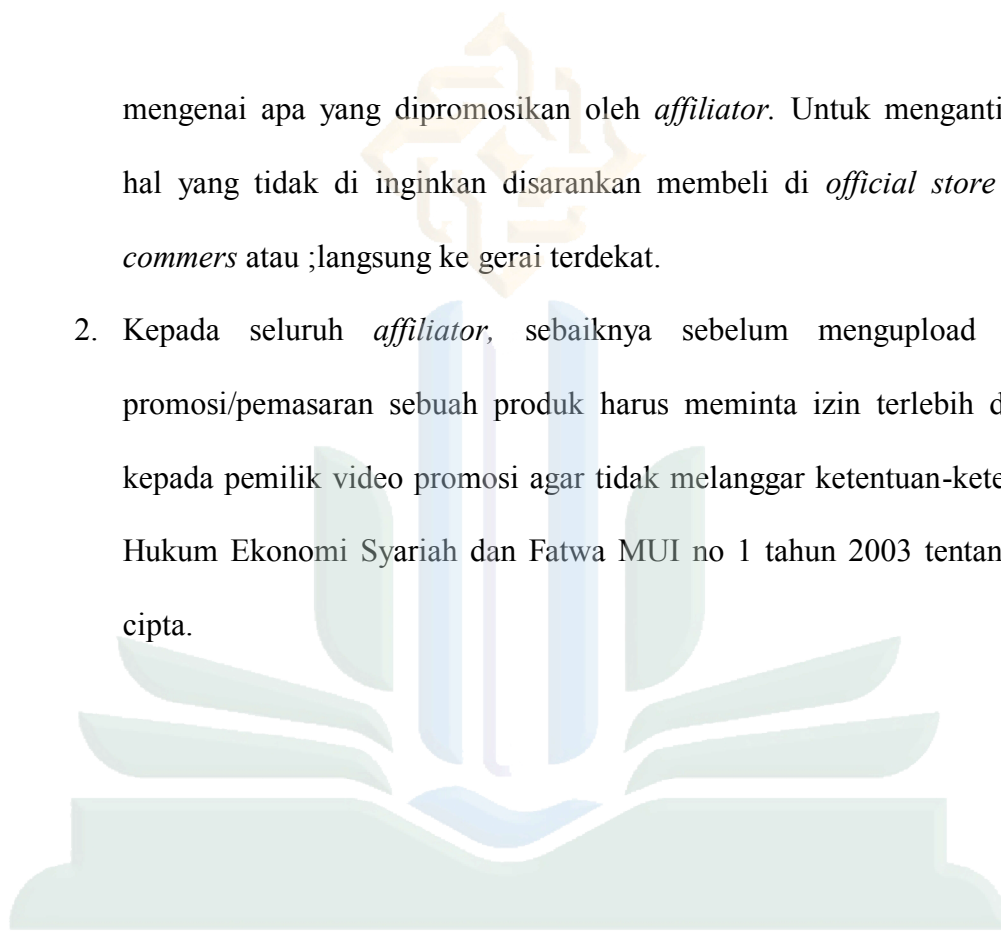 mengenai apa yang dipromosikan oleh affiliator. Untuk menganti
hal yang tidak di inginkan disarankan membeli di official store
commers atau ;langsung ke gerai terdekat.
2. Kepada seluruh affiliator, sebaiknya sebelum mengupload
promosi/pemasaran sebuah produk harus meminta izin terlebih d
kepada pemilik video promosi agar tidak melanggar ketentuan-kete
Hukum Ekonomi Syariah dan Fatwa MUI no 1 tahun 2003 tentan
cipta.